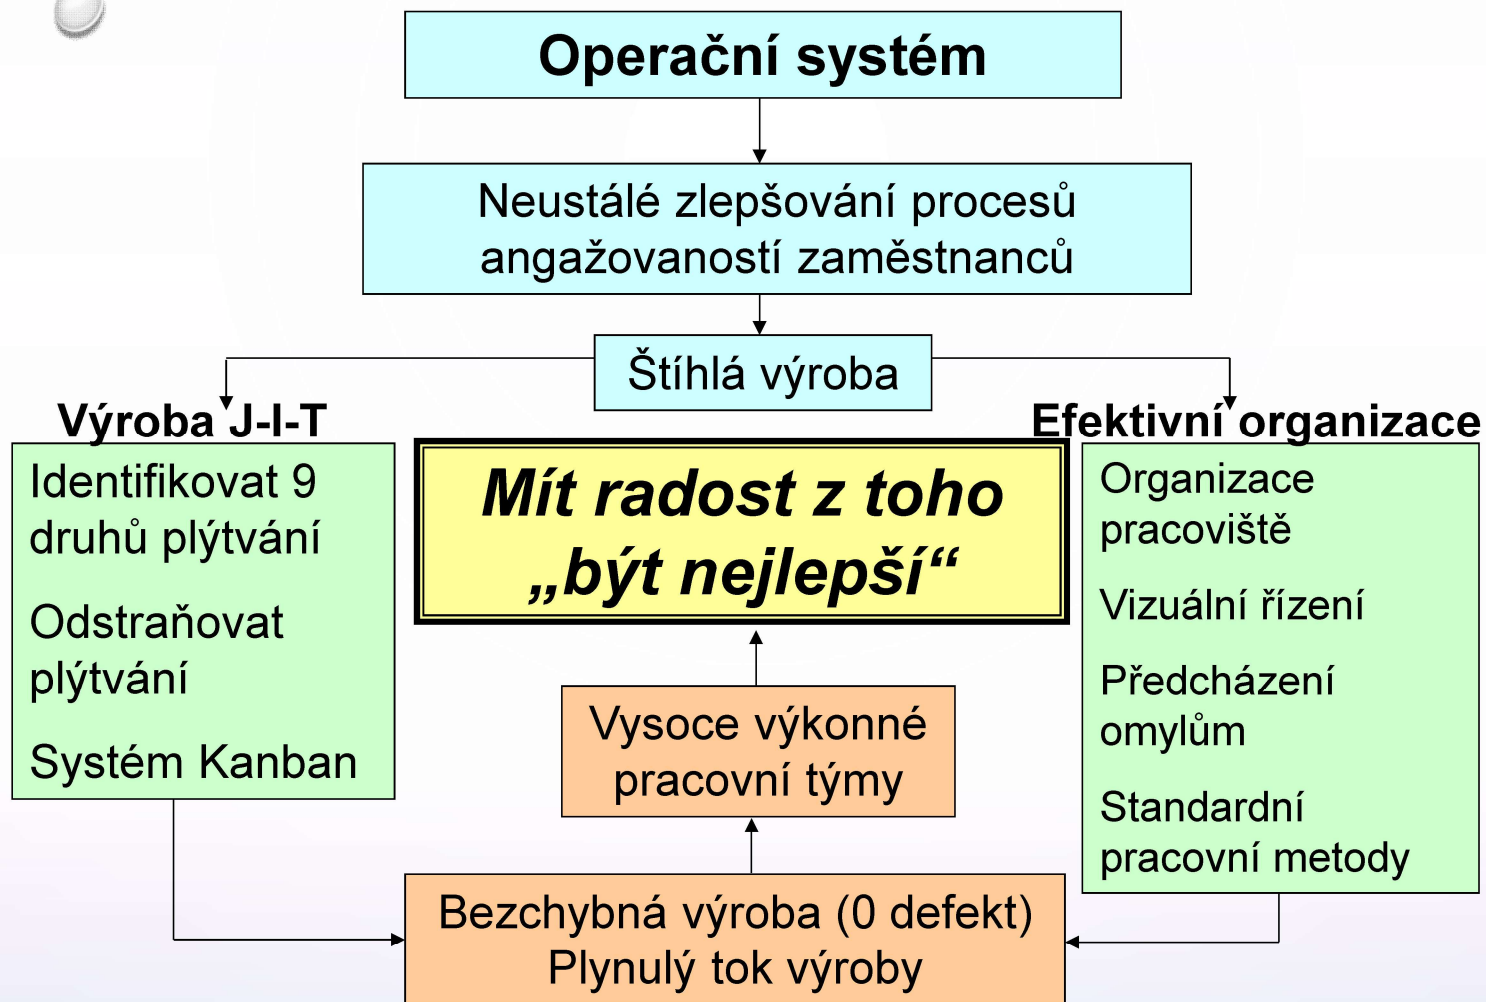 Operační systém
Neustálé zlepšování procesů
angažovaností zaměstnanců
Štíhlá výroba
Výroba J-I-T
Identifikovat 9
druhů plýtvání
Odstraňovat
plýtvání
Systém Kanban
Mít radost z toho
„být nejlepší“
Efektivní organizace
Organizace
pracoviště
Vizuální řízení
Předcházení
omylům
Standardní
pracovní metody
Vysoce výkonné
pracovní týmy
Bezchybná výroba (0 defekt)
Plynulý tok výroby